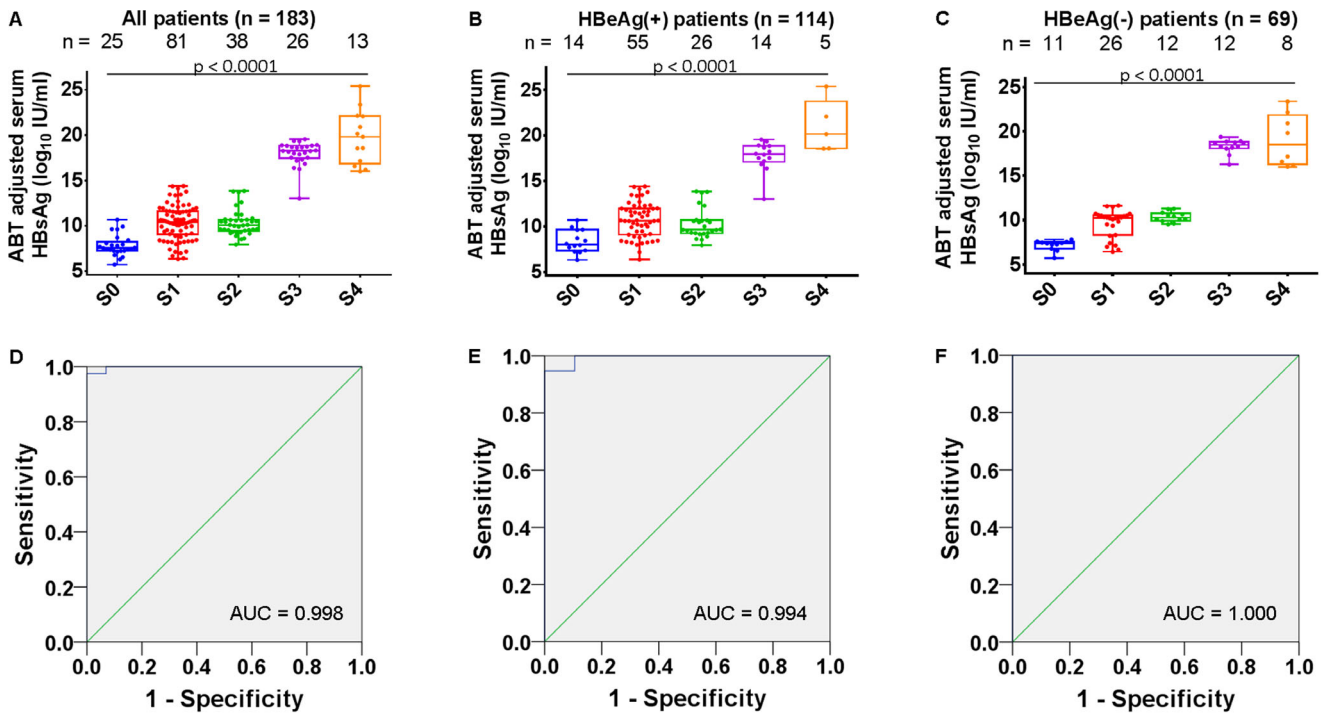 A All patients (n = 183)
n = 25 81 38 26 13
p < 0.0001
ABT adjusted serum
HBsAg (log10 IU/ml)
25
20
15
10
5
S0 S1 S2 S3 S4
B HBeAg(+) patients (n = 114)
n = 14 55 26 14 5
p < 0.0001
ABT adjusted serum
HBsAg (log10 IU/ml)
25
20
15
10
5
S0 S1 S2 S3 S4
C HBeAg(-) patients (n = 69)
n = 11 26 12 12 8
p < 0.0001
ABT adjusted serum
HBsAg (log10 IU/ml)
25
20
15
10
5
S0 S1 S2 S3 S4
D
Sensitivity
1.0
0.8
0.6
0.4
0.2
0.0
AUC = 0.998
0.0 0.2 0.4 0.6 0.8 1.0
1 - Specificity
E
Sensitivity
1.0
0.8
0.6
0.4
0.2
0.0
AUC = 0.994
0.0 0.2 0.4 0.6 0.8 1.0
1 - Specificity
F
Sensitivity
1.0
0.8
0.6
0.4
0.2
0.0
AUC = 1.000
0.0 0.2 0.4 0.6 0.8 1.0
1 - Specificity